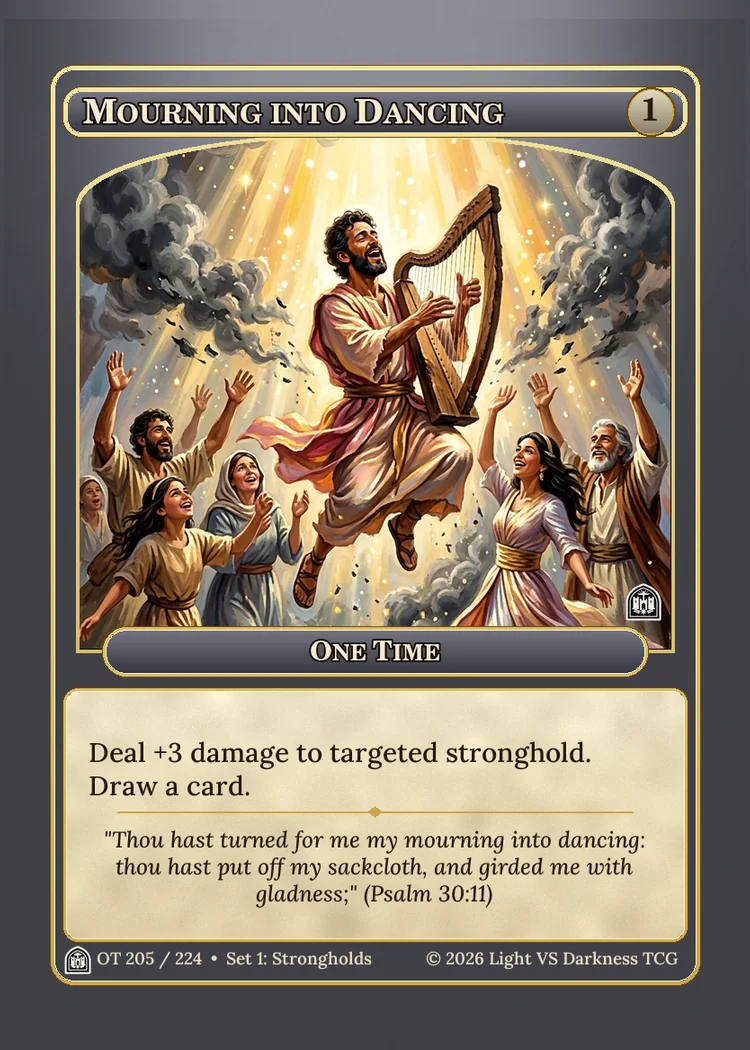 Mourning into Dancing
1
One Time
Deal +3 damage to targeted stronghold.
Draw a card.
"Thou hast turned for me my mourning into dancing:
thou hast put off my sackcloth, and girded me with
gladness;" (Psalm 30:11)
OT 205 / 224 • Set 1: Strongholds © 2026 Light VS Darkness TCG